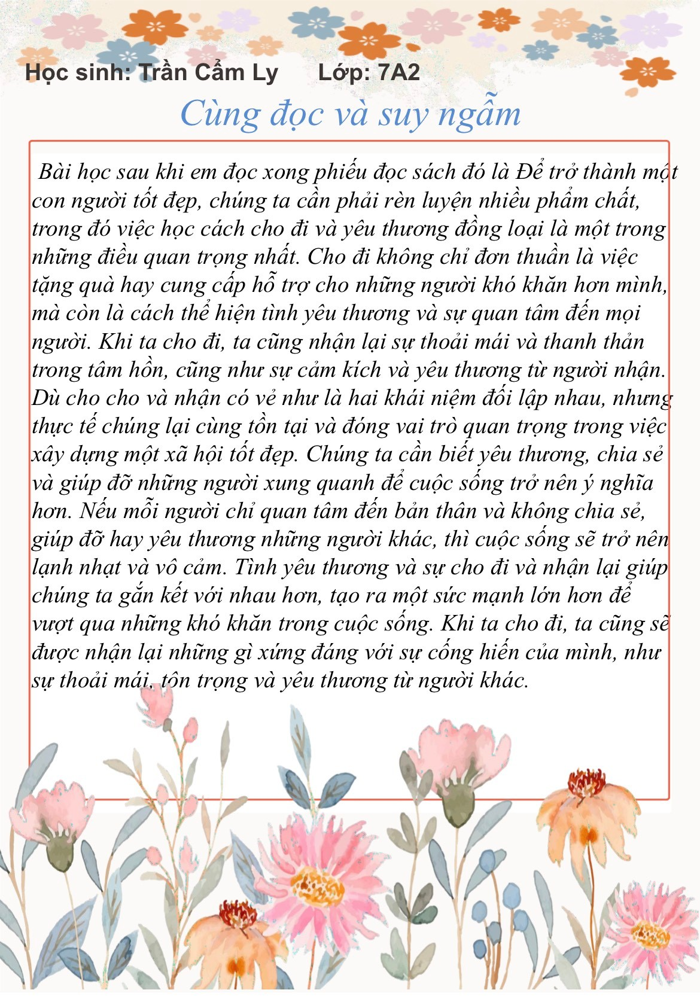 Học sinh: Trần Cẩm Ly Lớp: 7A2
Cùng đọc và suy ngẫm
Bài học sau khi em đọc xong phiếu đọc sách đó là Để trở thành một
con người tốt đẹp, chúng ta cần phải rèn luyện nhiều phẩm chất,
trong đó việc học cách cho đi và yêu thương đồng loại là một trong
những điều quan trọng nhất. Cho đi không chỉ đơn thuần là việc
tặng quà hay cung cấp hỗ trợ cho những người khó khăn hơn mình,
mà còn là cách thể hiện tình yêu thương và sự quan tâm đến mọi
người. Khi ta cho đi, ta cũng nhận lại sự thoải mái và thanh thản
trong tâm hồn, cũng như sự cảm kích và yêu thương từ người nhận.
Dù cho cho và nhận có vẻ như là hai khái niệm đối lập nhau, nhưng
thực tế chúng lại cùng tồn tại và đóng vai trò quan trọng trong việc
xây dựng một xã hội tốt đẹp. Chúng ta cần biết yêu thương, chia sẻ
và giúp đỡ những người xung quanh để cuộc sống trở nên ý nghĩa
hơn. Nếu mỗi người chỉ quan tâm đến bản thân và không chia sẻ,
giúp đỡ hay yêu thương những người khác, thì cuộc sống sẽ trở nên
lạnh nhạt và vô cảm. Tình yêu thương và sự cho đi và nhận lại giúp
chúng ta gắn kết với nhau hơn, tạo ra một sức mạnh lớn hơn để
vượt qua những khó khăn trong cuộc sống. Khi ta cho đi, ta cũng sẽ
được nhận lại những gì xứng đáng với sự cống hiến của mình, như
sự thoải mái, tôn trọng và yêu thương từ người khác.